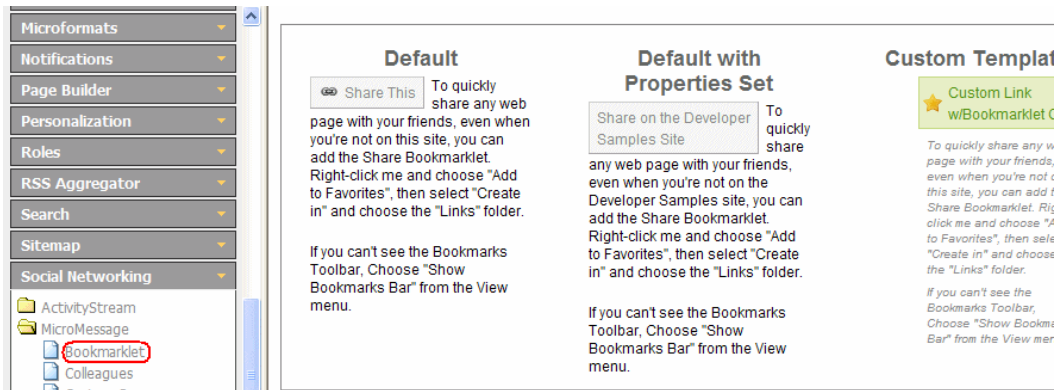 Microformats
Notifications
Page Builder
Personalization
Roles
RSS Aggregator
Search
Sitemap
Social Networking
ActivityStream
MicroMessage
Bookmarklet
Colleagues
Default
Share This
To quickly
share any web
page with your friends, even when
you're not on this site, you can
add the Share Bookmarklet.
Right-click me and choose "Add
to Favorites", then select "Create
in" and choose the "Links" folder.
If you can't see the Bookmarks
Toolbar, Choose "Show
Bookmarks Bar" from the View
menu.
Default with
Properties Set
Share on the Developer
Samples Site
To
quickly
share
any web page with your friends,
even when you're not on the
Developer Samples site, you can
add the Share Bookmarklet.
Right-click me and choose "Add
to Favorites", then select "Create
in" and choose the "Links" folder.
If you can't see the Bookmarks
Toolbar, Choose "Show
Bookmarks Bar" from the View
menu.
Custom Templat
Custom Link
w/Bookmarklet
To quickly share any
page with your friends,
even when you're not
this site, you can add
Share Bookmarklet.
click me and choose
to Favorites", then
"Create in" and choose
the "Links" folder.
If you can't see the
Bookmarks Toolbar,
Choose "Show
Bar" from the View